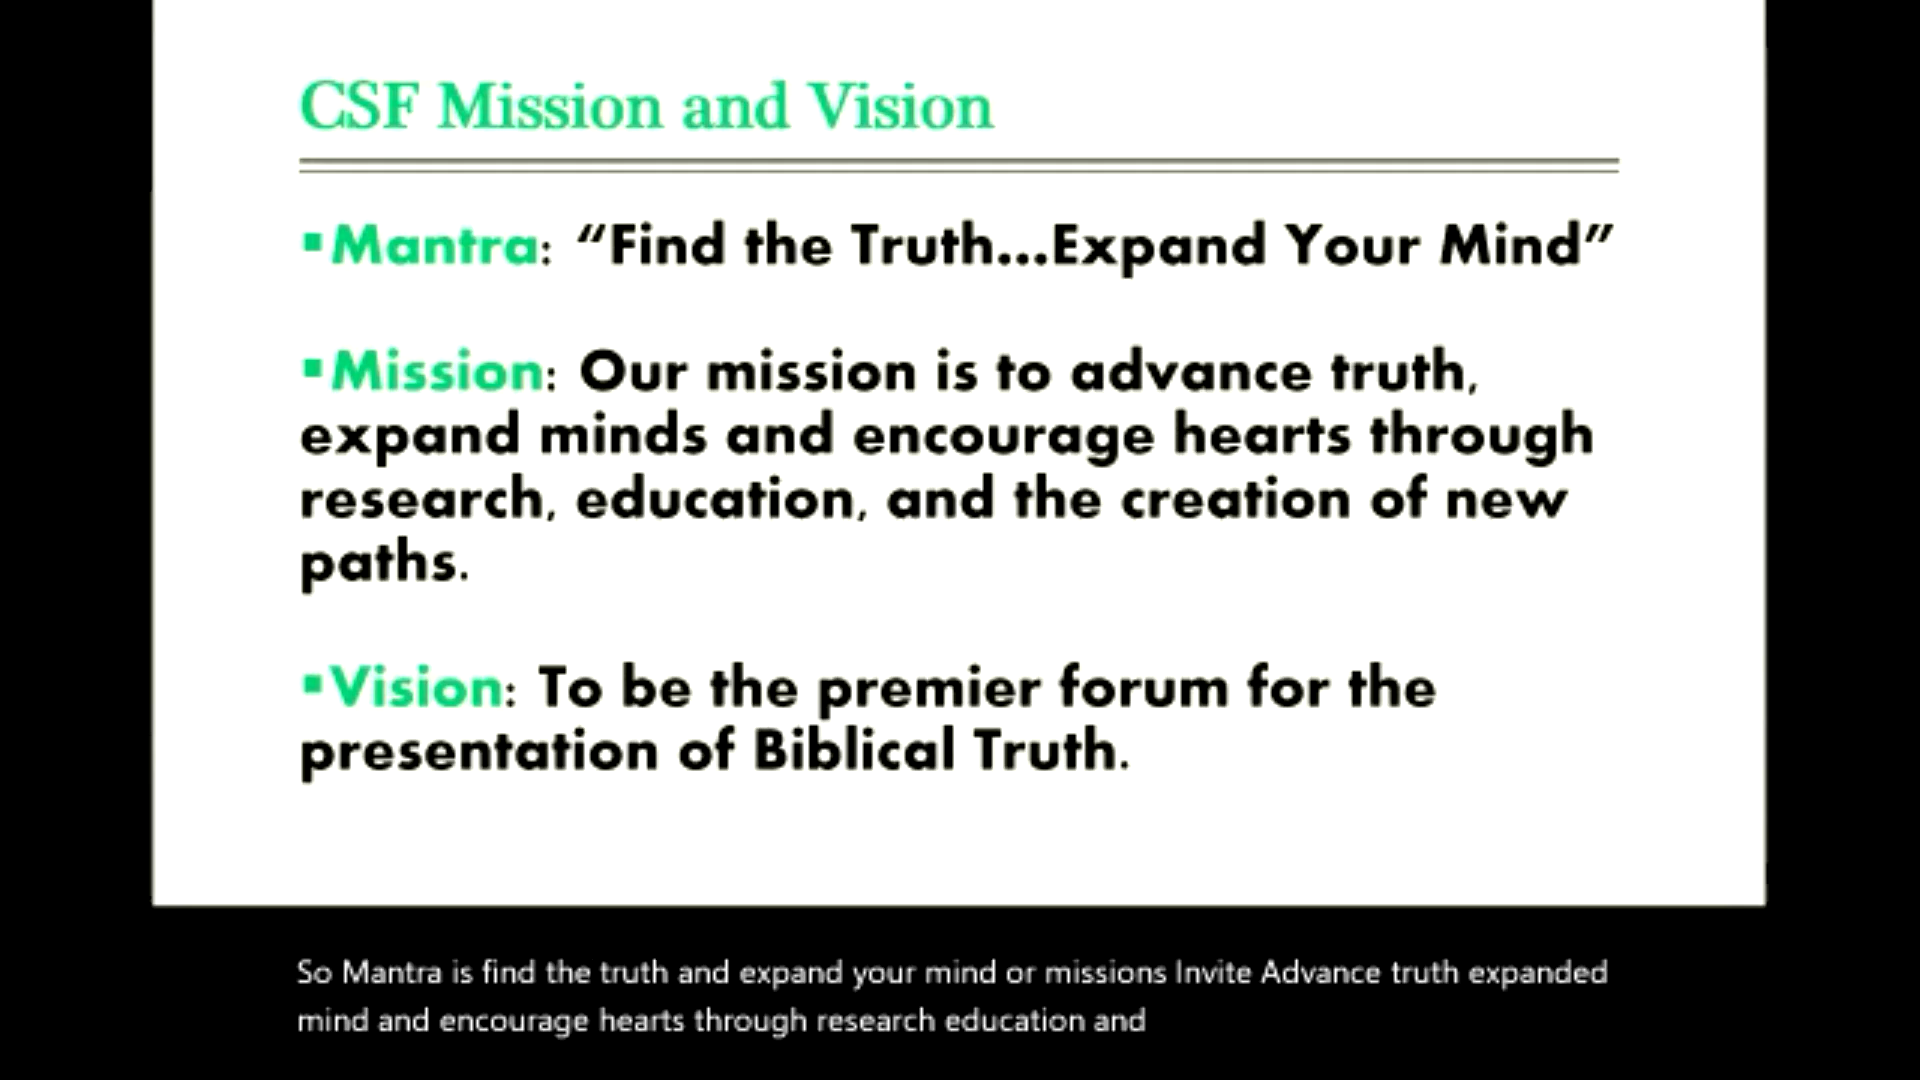 CSF Mission and Vision
▪Mantra: “Find the Truth...Expand Your Mind”
▪Mission: Our mission is to advance truth,
expand minds and encourage hearts through
research, education, and the creation of new
paths.
▪Vision: To be the premier forum for the
presentation of Biblical Truth.
So Mantra is find the truth and expand your mind or missions Invite Advance truth expanded
mind and encourage hearts through research education and